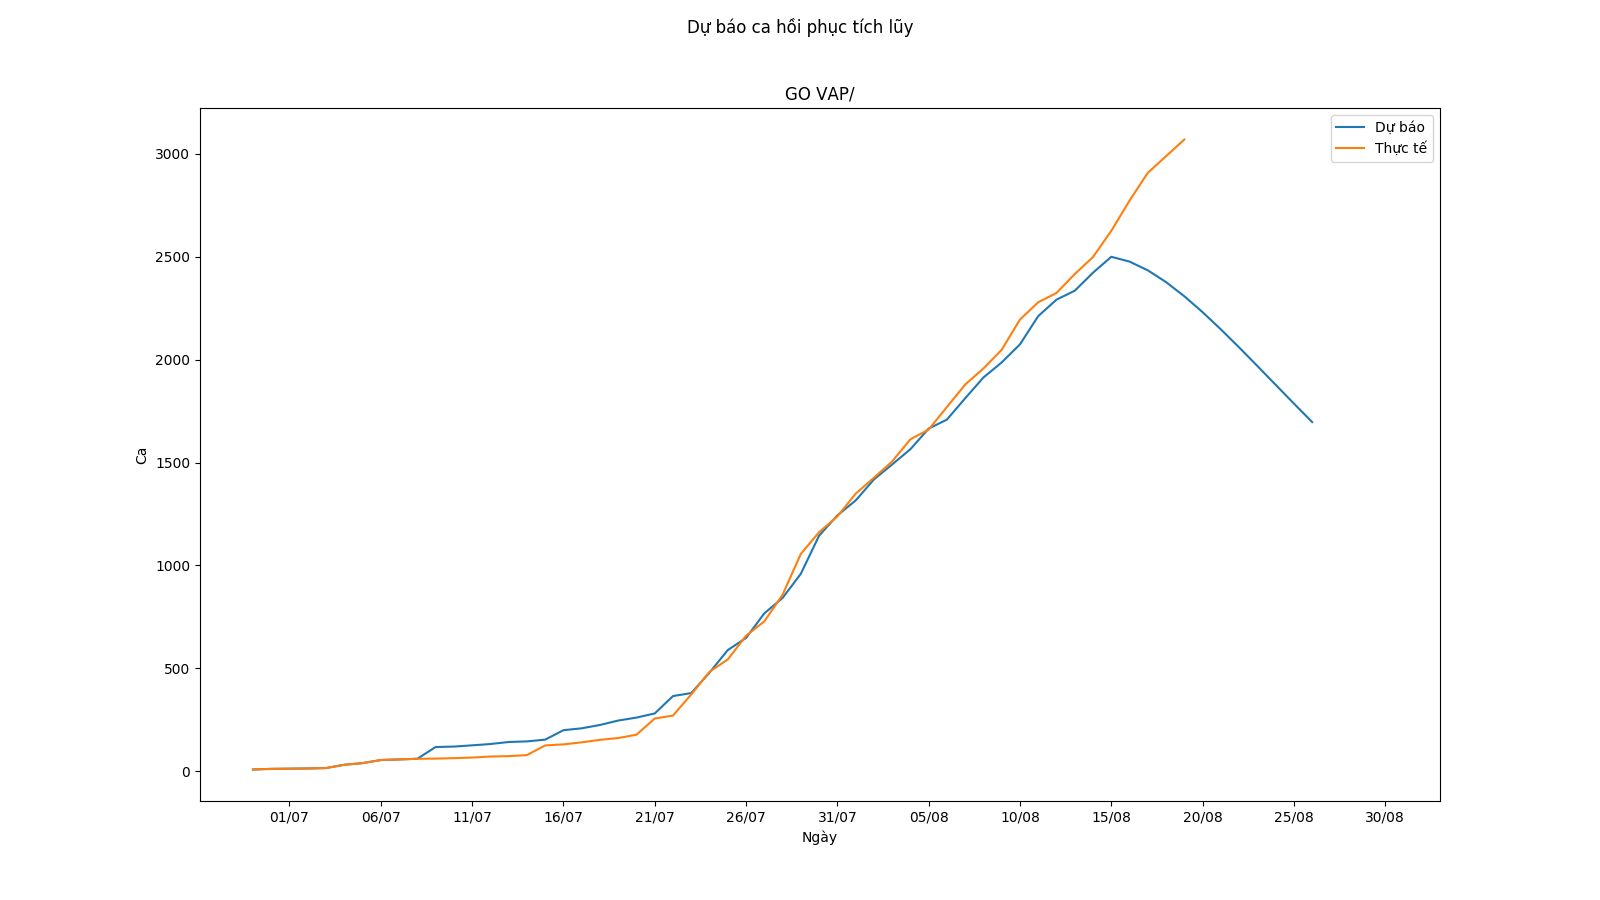 Dự báo ca hồi phục tích lũy
GO VAP/
Dự báo
Thực tế
3000
2500
2000
1500
1000
500
0
Ca
01/07 06/07 11/07 16/07 21/07 26/07 31/07 05/08 10/08 15/08 20/08 25/08 30/08
Ngày